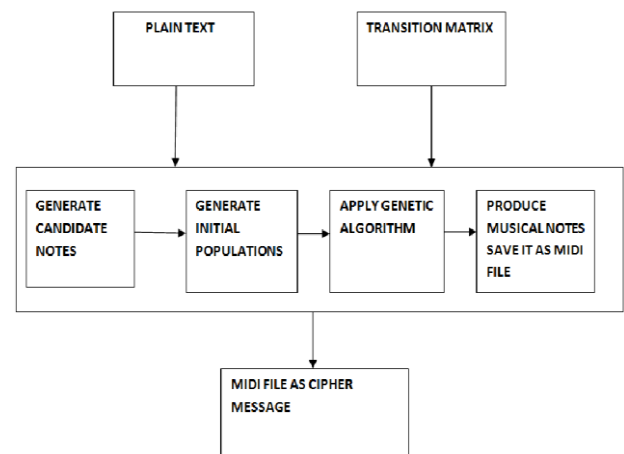 PLAIN TEXT
TRANSITION MATRIX
GENERATE
CANDIDATE
NOTES
GENERATE
INITIAL
POPULATIONS
APPLY GENETIC
ALGORITHM
PRODUCE
MUSICAL NOTES
SAVE IT AS MIDI
FILE
MIDI FILE AS CIPHER
MESSAGE